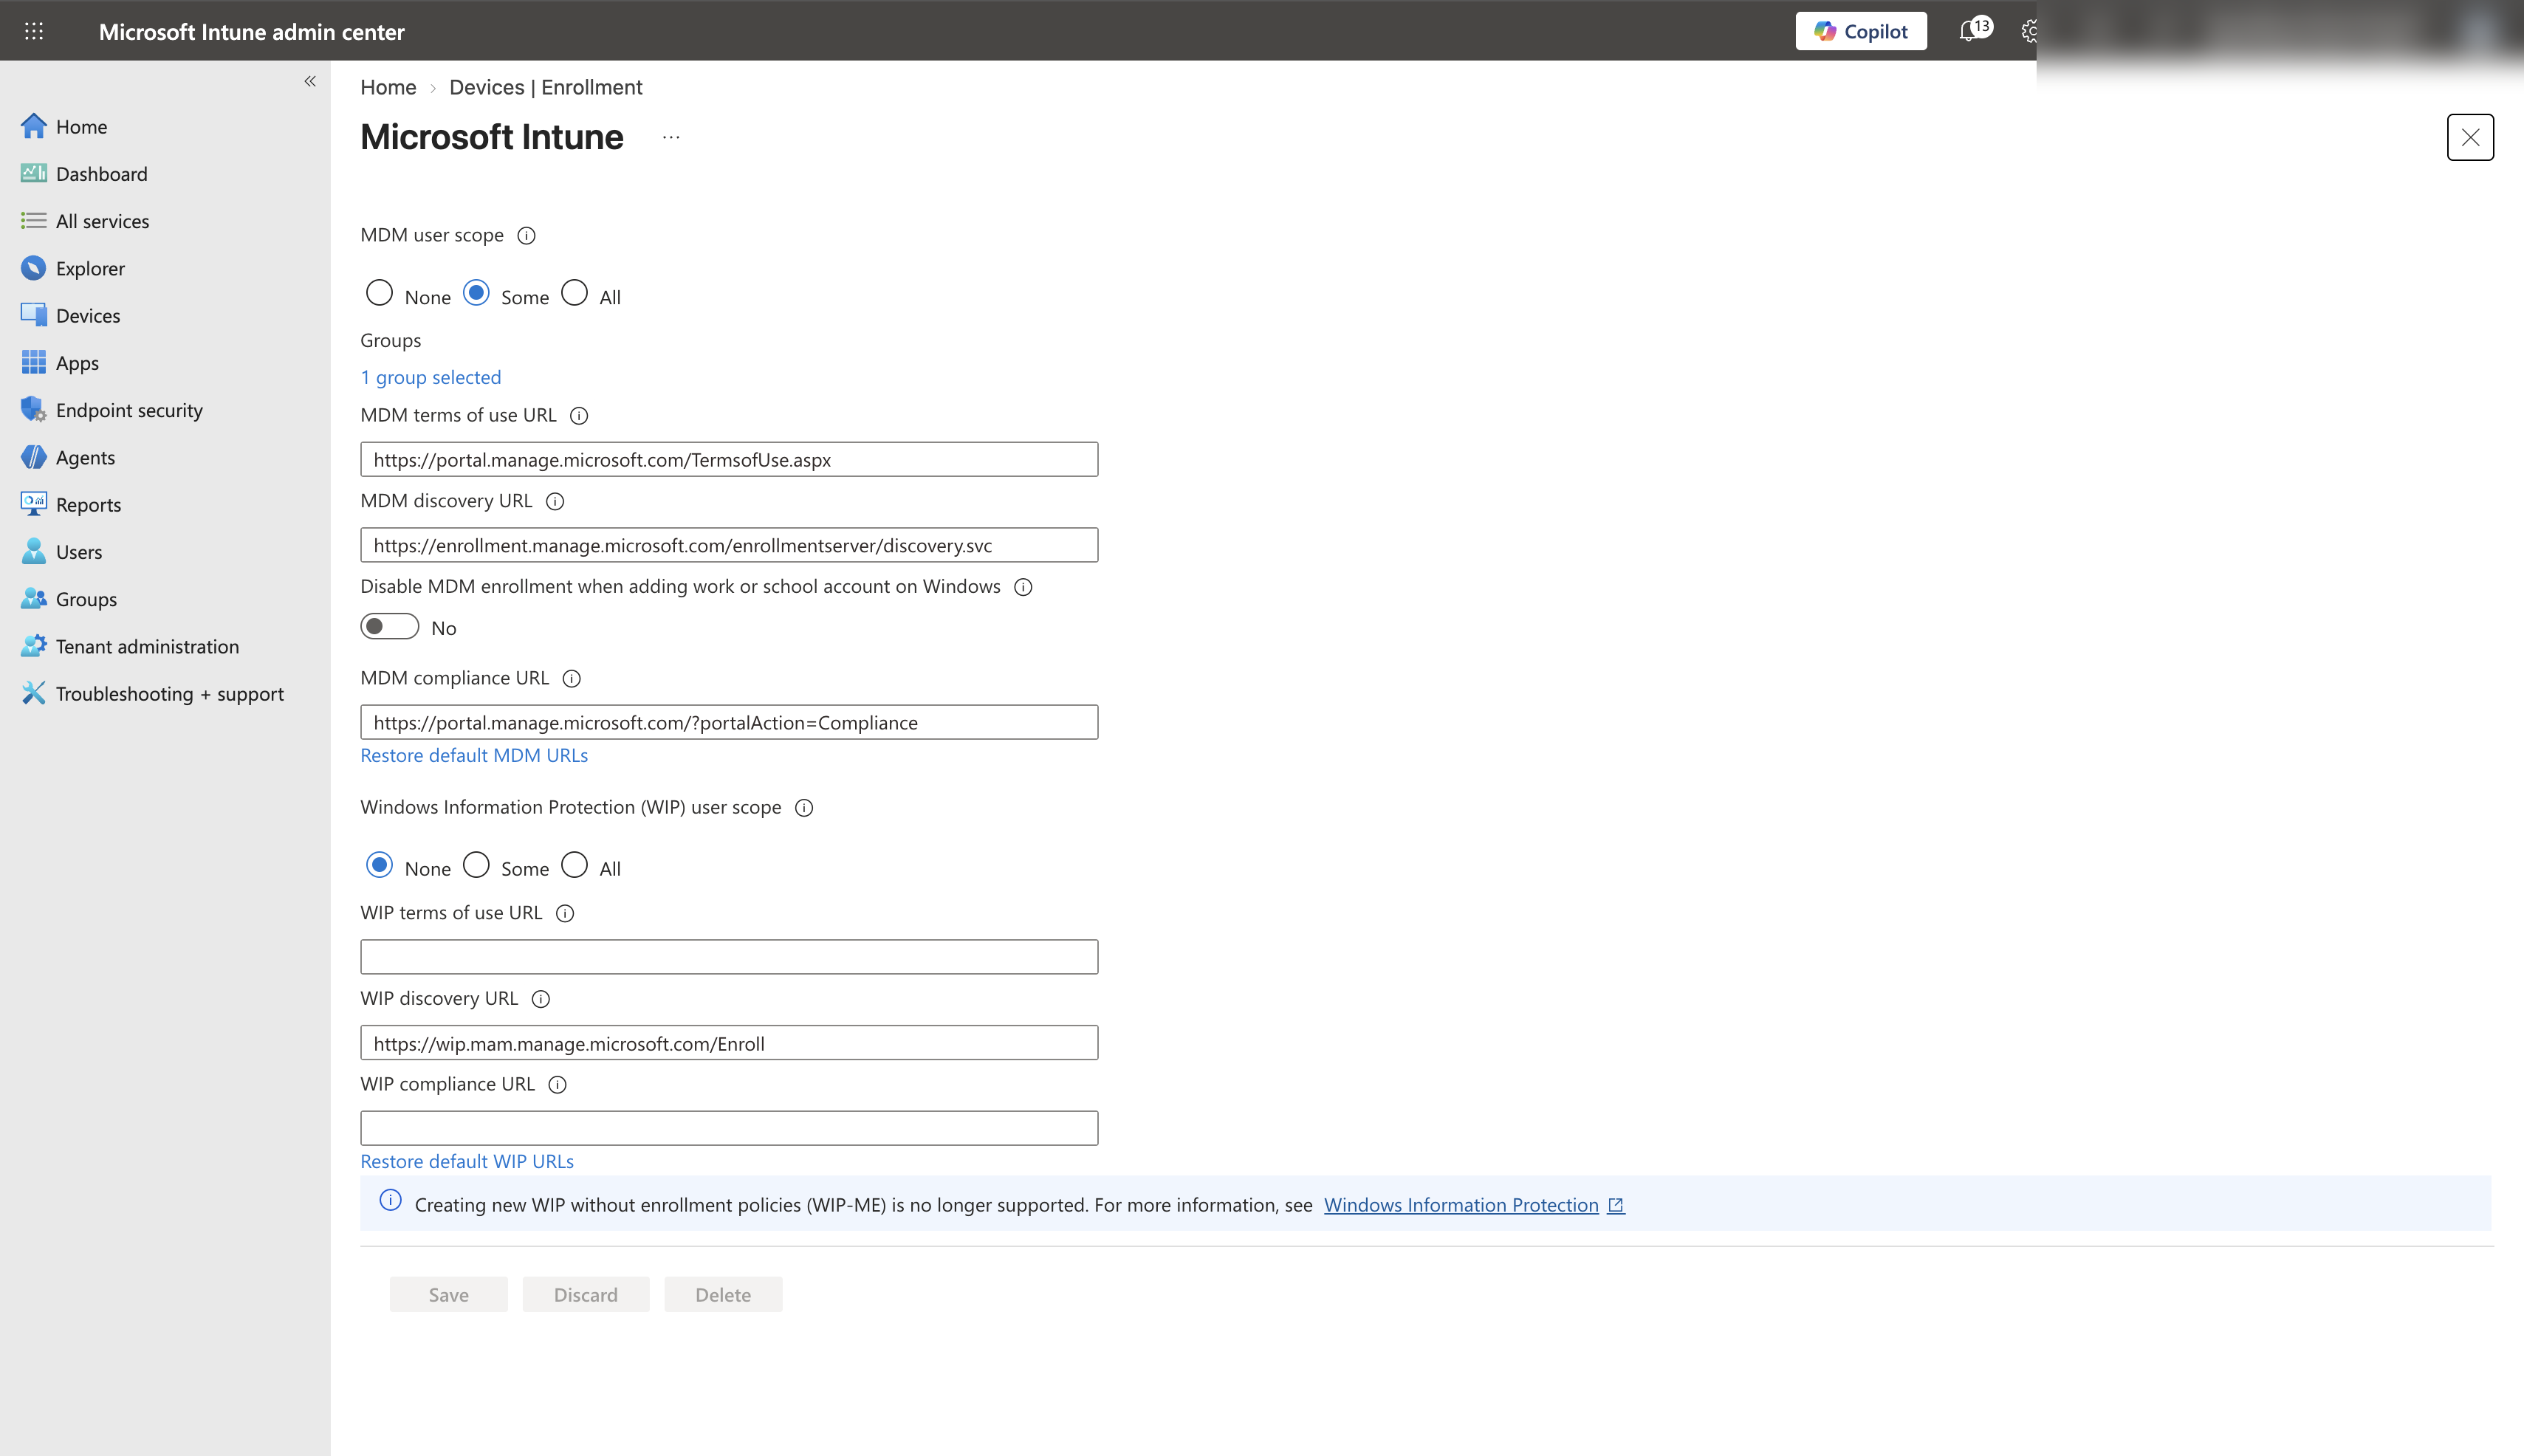 Microsoft Intune admin center
Copilot
13
Home
Dashboard
All services
Explorer
Devices
Apps
Endpoint security
Agents
Reports
Users
Groups
Tenant administration
Troubleshooting + support
Home > Devices | Enrollment
Microsoft Intune ...
MDM user scope
None Some All
Groups
1 group selected
MDM terms of use URL
https://portal.manage.microsoft.com/TermsofUse.aspx
MDM discovery URL
https://enrollment.manage.microsoft.com/enrollmentserver/discovery.svc
Disable MDM enrollment when adding work or school account on Windows
No
MDM compliance URL
https://portal.manage.microsoft.com/?portalAction=Compliance
Restore default MDM URLs
Windows Information Protection (WIP) user scope
None Some All
WIP terms of use URL
WIP discovery URL
https://wip.mam.manage.microsoft.com/Enroll
WIP compliance URL
Restore default WIP URLs
Creating new WIP without enrollment policies (WIP-ME) is no longer supported. For more information, see Windows Information Protection
Save Discard Delete